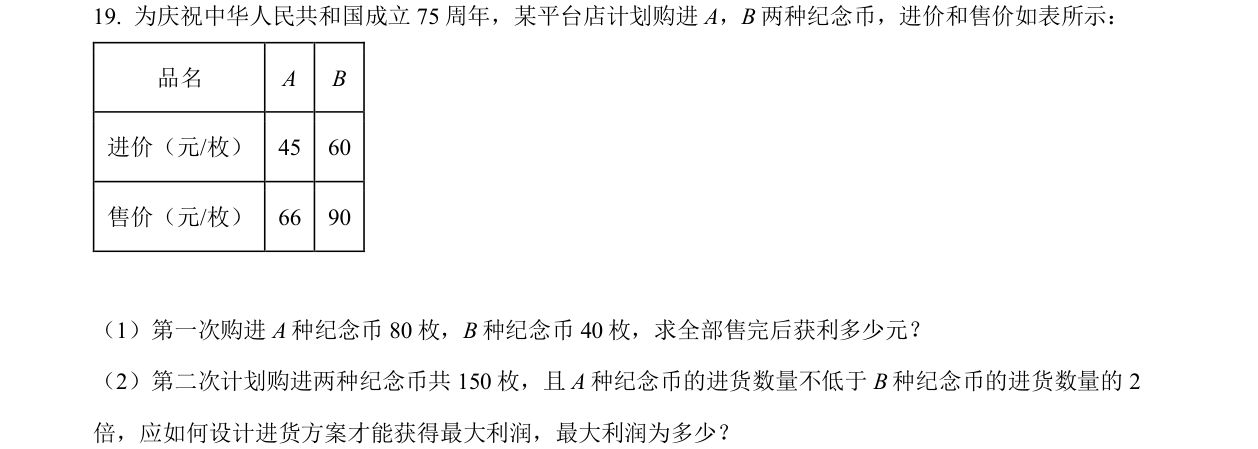 19. 为庆祝中华人民共和国成立 75 周年，某平台店计划购进 A，B 两种纪念币，进价和售价如表所示：
品名 A B
进价（元/枚） 45 60
售价（元/枚） 66 90
（1）第一次购进 A 种纪念币 80 枚，B 种纪念币 40 枚，求全部售完后获利多少元？
（2）第二次计划购进两种纪念币共 150 枚，且 A 种纪念币的进货数量不低于 B 种纪念币的进货数量的 2
倍，应如何设计进货方案才能获得最大利润，最大利润为多少？